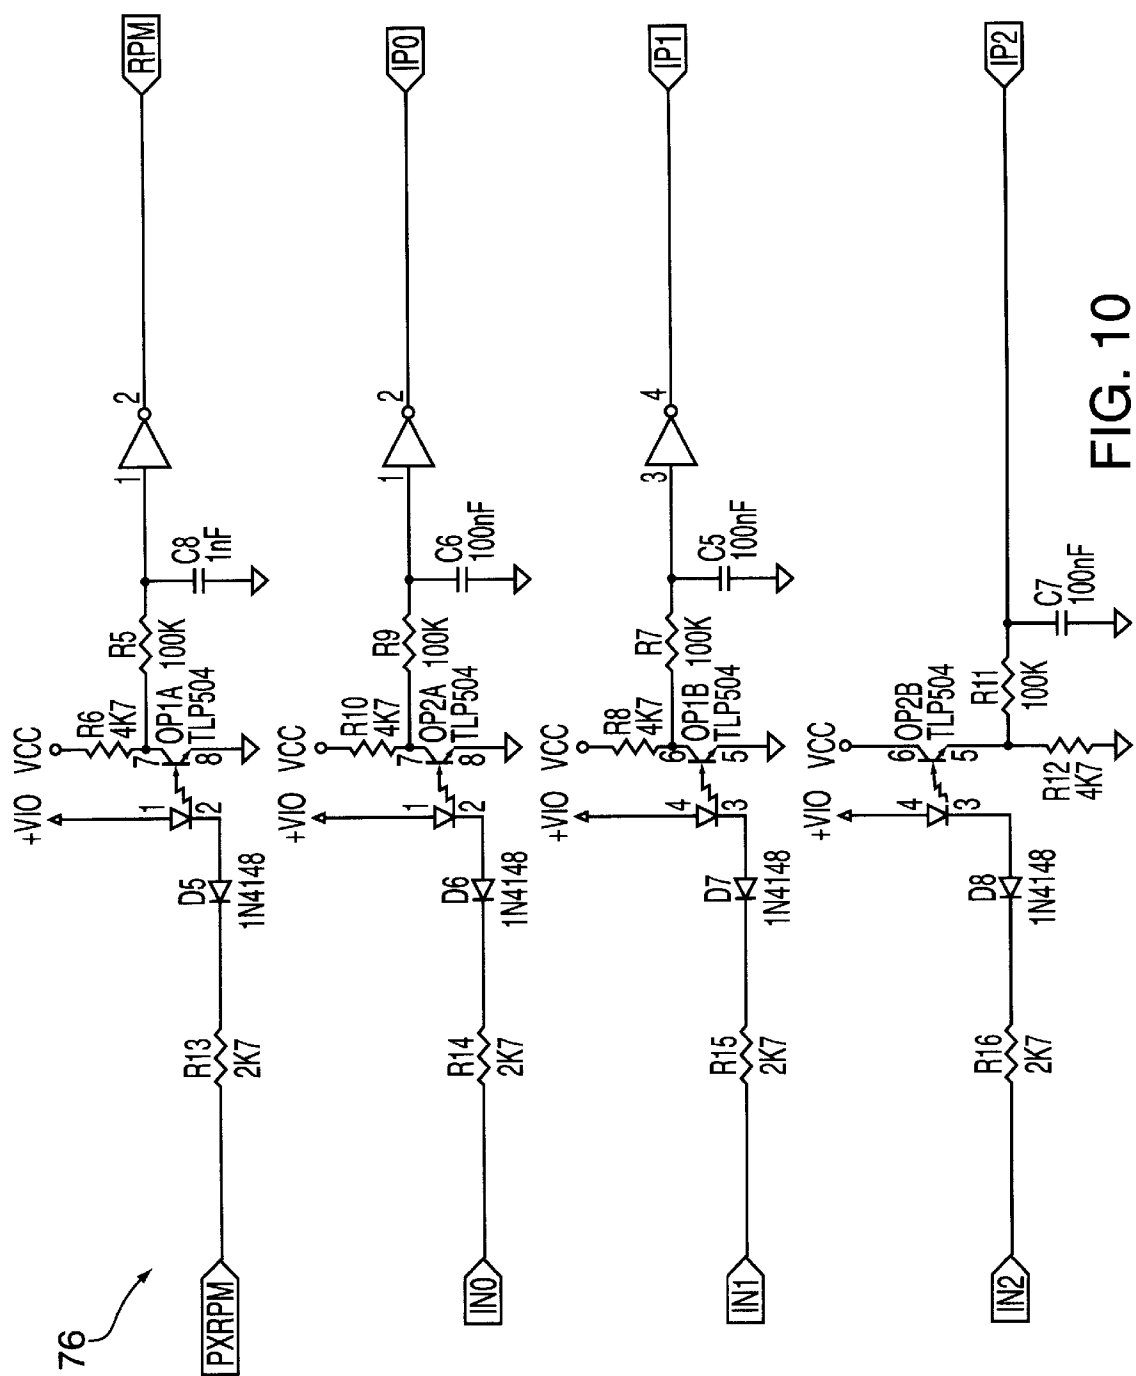 76
PXRPM
R13
2K7
D5
1N4148
+VIO
1
2
VCC
R6
4K7
7
8
OP1A
TLP504
R5
100K
C8
1nF
1
2
RPM
IN0
R14
2K7
D6
1N4148
+VIO
1
2
VCC
R10
4K7
7
8
OP2A
TLP504
R9
100K
C6
100nF
1
2
IP0
IN1
R15
2K7
D7
1N4148
+VIO
4
3
VCC
R8
4K7
6
5
OP1B
TLP504
R7
100K
C5
100nF
3
4
IP1
IN2
R16
2K7
D8
1N4148
+VIO
4
3
VCC
6
5
OP2B
TLP504
R12
4K7
R11
100K
C7
100nF
IP2
FIG. 10